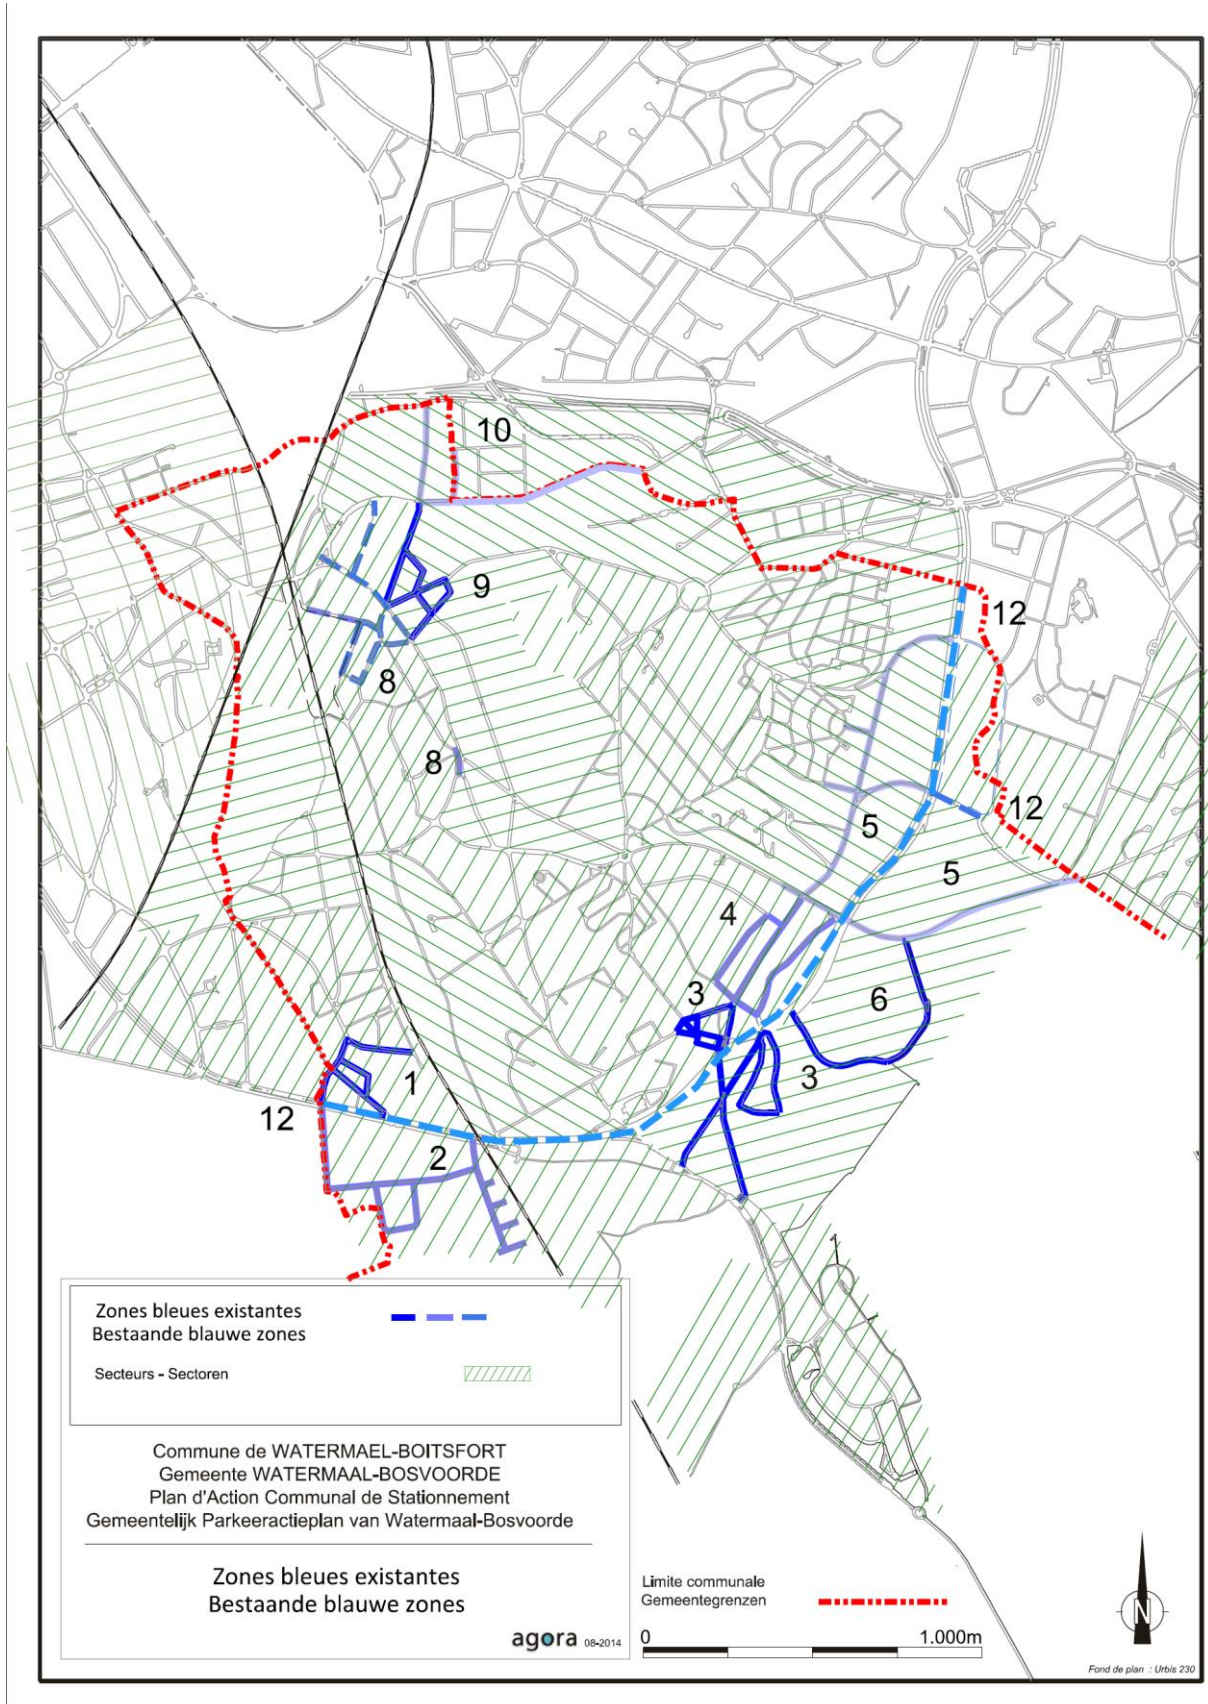 10
9
12
8
8
12
5
5
4
3
6
3
1
12
2
Zones bleues existantes
Bestaande blauwe zones
Secteurs - Sectoren
Commune de WATERMAEL-BOITSFORT
Gemeente WATERMAAL-BOSVOORDE
Plan d'Action Communal de Stationnement
Gemeentelijk Parkeeractieplan van Watermaal-Bosvoorde
Zones bleues existantes
Bestaande blauwe zones
agora 08-2014
Limite communale
Gemeentegrenzen
0 1.000m
N
Fond de plan : Urbis 230